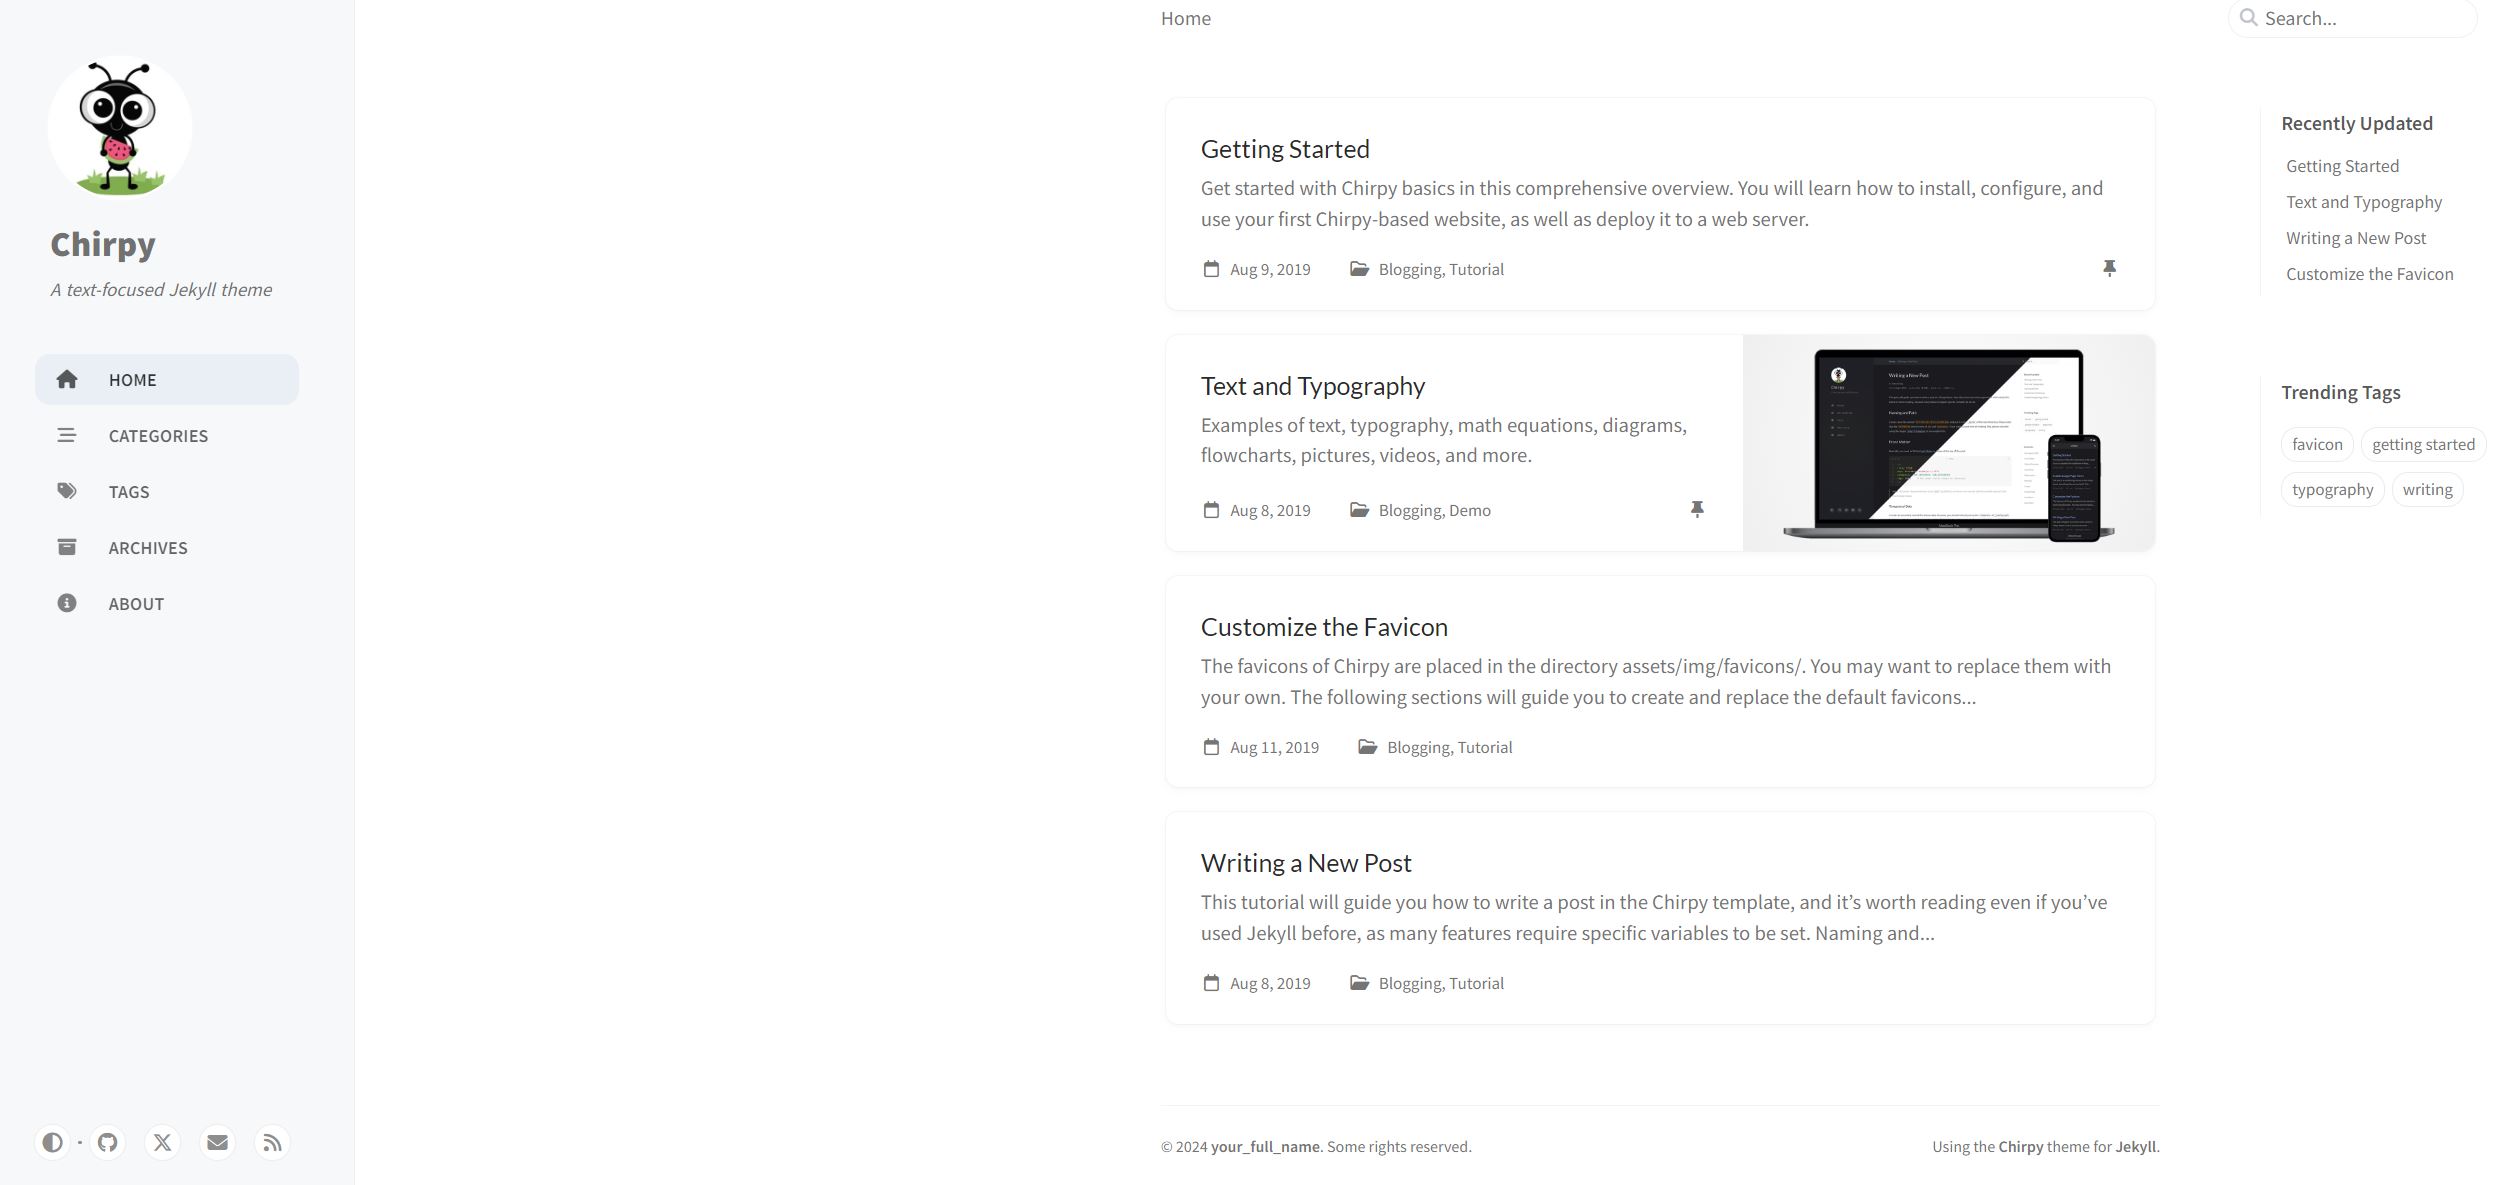 Chirpy
A text-focused Jekyll theme
HOME
CATEGORIES
TAGS
ARCHIVES
ABOUT
Home
Search...
Getting Started
Get started with Chirpy basics in this comprehensive overview. You will learn how to install, configure, and
use your first Chirpy-based website, as well as deploy it to a web server.
Aug 9, 2019 Blogging, Tutorial
Text and Typography
Examples of text, typography, math equations, diagrams,
flowcharts, pictures, videos, and more.
Aug 8, 2019 Blogging, Demo
Writing a New Post
Customize the Favicon
The favicons of Chirpy are placed in the directory assets/img/favicons/. You may want to replace them with
your own. The following sections will guide you to create and replace the default favicons...
Aug 11, 2019 Blogging, Tutorial
Writing a New Post
This tutorial will guide you how to write a post in the Chirpy template, and it’s worth reading even if you’ve
used Jekyll before, as many features require specific variables to be set. Naming and...
Aug 8, 2019 Blogging, Tutorial
Recently Updated
Getting Started
Text and Typography
Writing a New Post
Customize the Favicon
Trending Tags
favicon getting started
typography writing
© 2024 your_full_name. Some rights reserved.
Using the Chirpy theme for Jekyll.